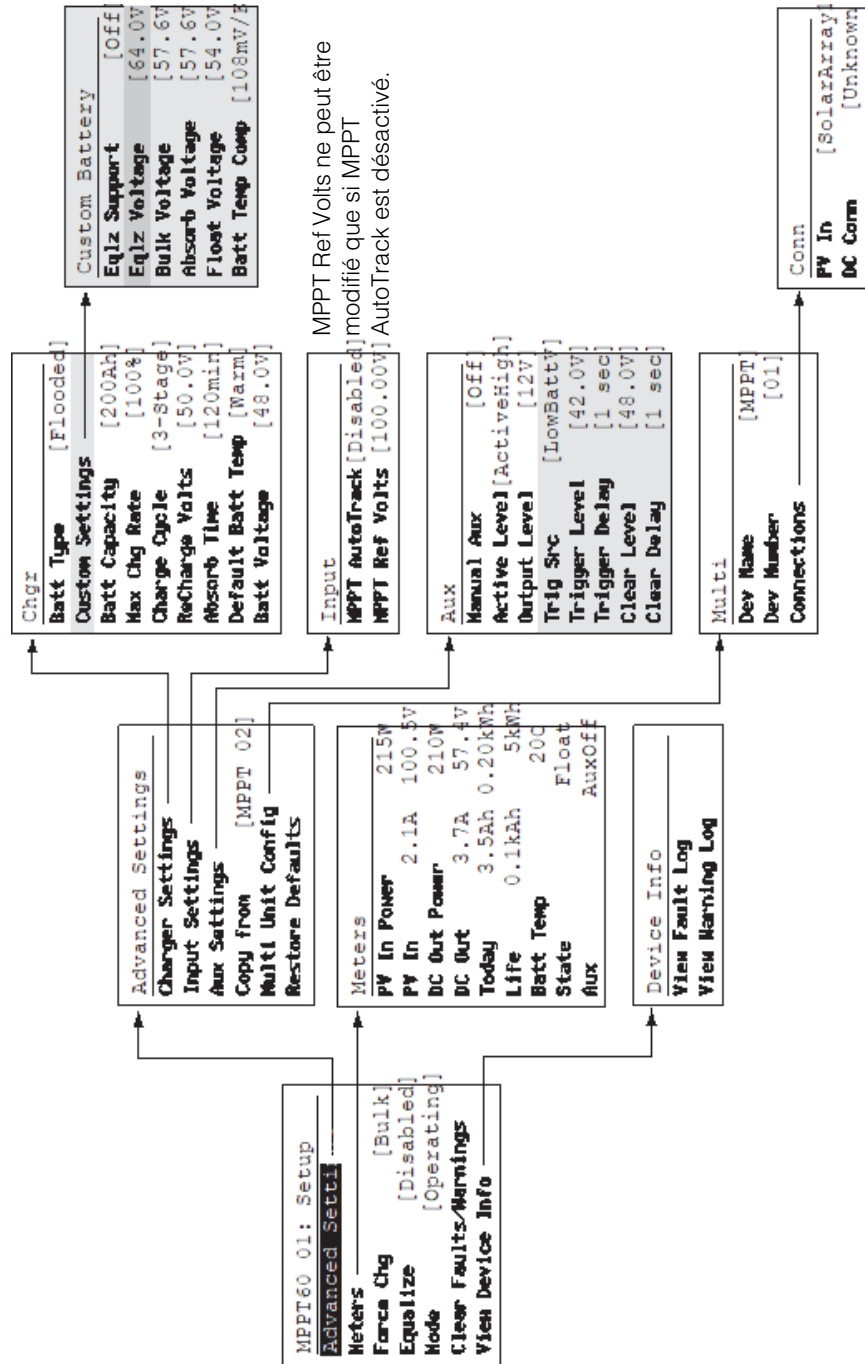 MPPT60 01: Setup
Advanced Setti
Meters
Force Chg [Bulk]
Equalize [Disabled]
Mode [Operating]
Clear Faults/Warnings
View Device Info
Advanced Settings
Charger Settings
Input Settings
Aux Settings
Copy from [MPPT 02]
Multi Unit Config
Restore Defaults
Meters
PV In Power 215W
PV In 2.1A 100.5V
DC Out Power 210W
DC Out 3.7A 57.4V
Today 3.5Ah 0.20kWh
Life 0.1kAh 5kWh
Batt Temp 20C
State Float
Aux AuxOff
Device Info
View Fault Log
View Warning Log
Chgr
Batt Type [Flooded]
Custom Settings
Batt Capacity [200Ah]
Max Chg Rate [100%]
Charge Cycle [3-Stage]
ReCharge Volts [50.0V]
Absorb Time [120min]
Default Batt Temp [Warm]
Batt Voltage [48.0V]
Input
MPPT AutoTrack [Disabled]
MPPT Ref Volts [100.00V]
MPPT Ref Volts ne peut être
modifié que si MPPT
AutoTrack est désactivé.
Aux
Manual Aux [Off]
Active Level [ActiveHigh]
Output Level [12V]
Trig Src [LowBattV]
Trigger Level [42.0V]
Trigger Delay [1 sec]
Clear Level [48.0V]
Clear Delay [1 sec]
Multi
Dev Name [MPPT]
Dev Number [01]
Connections
Custom Battery
Eqlz Support [Off]
Eqlz Voltage [64.0V]
Bulk Voltage [57.6V]
Absorb Voltage [57.6V]
Float Voltage [54.0V]
Batt Temp Comp [108mV/
Conn
PV In [SolarArray1
DC Conn [Unknown